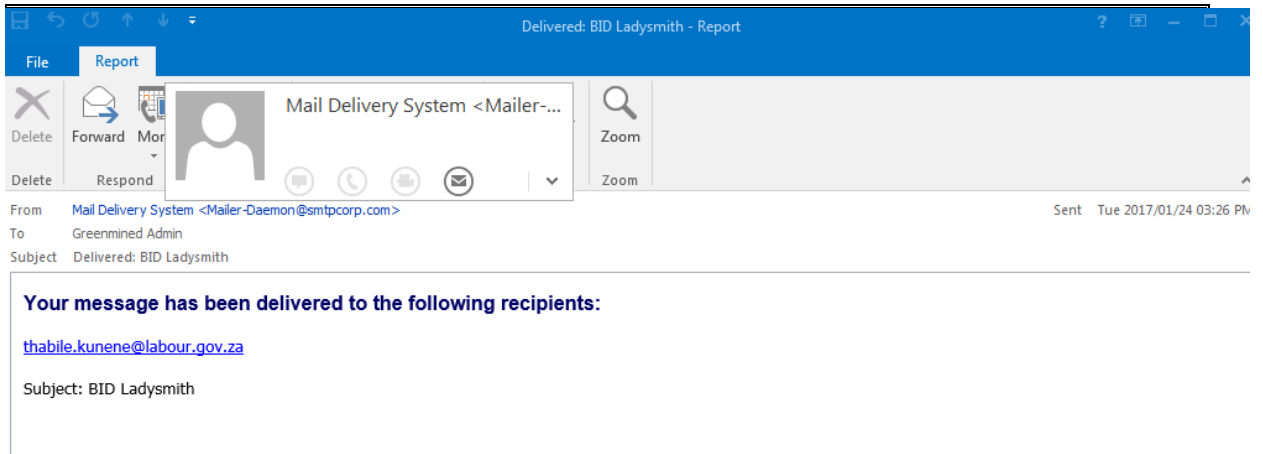 Delivered: BID Ladysmith - Report
?
File Report
Mail Delivery System <Mailer-...
Delete Forward Mor Zoom
Delete Respond Zoom
From Mail Delivery System <Mailer-Daemon@smtpcorp.com> Sent Tue 2017/01/24 03:26 PM
To Greenmined Admin
Subject Delivered: BID Ladysmith
Your message has been delivered to the following recipients:
thabile.kunene@labour.gov.za
Subject: BID Ladysmith